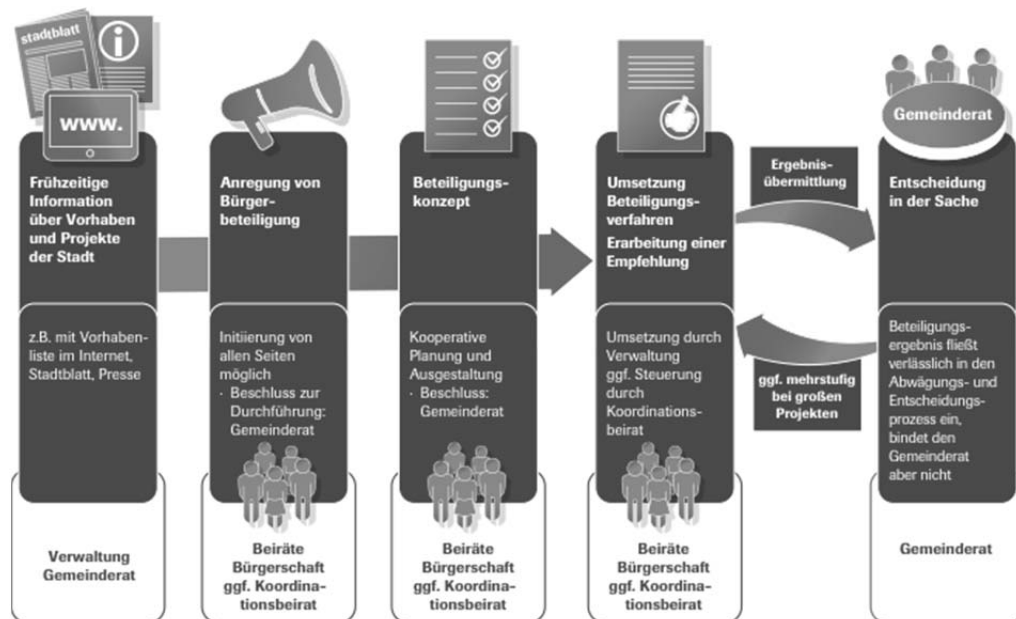 stadtblatt
i
www.
Frühzeitige
Information
über Vorhaben
und Projekte
der Stadt
z.B. mit Vorhaben-
liste im Internet,
Stadtblatt, Presse
Verwaltung
Gemeinderat
Anregung von
Bürger-
beteiligung
Initiierung von
allen Seiten
möglich
· Beschluss zur
Durchführung:
Gemeinderat
Beiräte
Bürgerschaft
ggf. Koordina-
tionsbeirat
Beteiligungs-
konzept
Kooperative
Planung und
Ausgestaltung
· Beschluss:
Gemeinderat
Beiräte
Bürgerschaft
ggf. Koordina-
tionsbeirat
Umsetzung
Beteiligungs-
verfahren
Erarbeitung einer
Empfehlung
Umsetzung durch
Verwaltung
ggf. Steuerung
durch
Koordinations-
beirat
Beiräte
Bürgerschaft
ggf. Koordina-
tionsbeirat
Ergebnis-
übermittlung
ggf. mehrstufig
bei großen
Projekten
Gemeinderat
Entscheidung
in der Sache
Beteiligungs-
ergebnis fließt
verlässlich in den
Abwägungs- und
Entscheidungs-
prozess ein,
bindet den
Gemeinderat
aber nicht
Gemeinderat